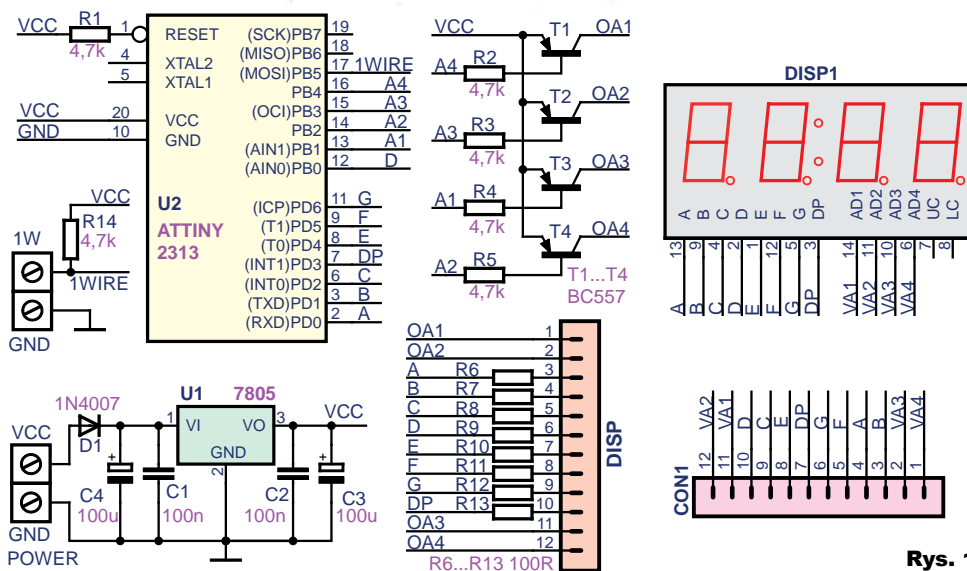 VCC R1 1 RESET (SCK)PB7 19
4,7k (MISO)PB6 18
4 XTAL2 (MOSI)PB5 17 1WIRE
5 XTAL1 PB4 16 A4
(OCI)PB3 15 A3
VCC 20 VCC PB2 14 A2
GND 10 GND (AIN1)PB1 13 A1
(AIN0)PB0 12 D
U2
ATTINY
2313
(ICP)PD6 11 G
(T1)PD5 9 F
(T0)PD4 8 E
(INT1)PD3 7 DP
(INT0)PD2 6 C
(TXD)PD1 3 B
(RXD)PD0 2 A
VCC
R14
4,7k
1W
1WIRE
GND
VCC T1 OA1
A4 R2
4,7k
T2 OA2
A3 R3
4,7k
T3 OA3
A1 R4
4,7k
T4 OA4
A2 R5
4,7k
T1...T4
BC557
DISP1
A B C D E F G DP AD1 AD2 AD3 AD4 UC LC
13 9 4 2 1 12 5 3 14 11 10 6 7 8
A B C D E F G DP VA1 VA2 VA3 VA4
1N4007
VCC D1
U1 7805
1 VI VO 3 VCC
GND
2
+ +
C4 C1 C2 C3
100u 100n 100n 100u
GND
POWER
OA1 1
OA2 2
A R6 3
B R7 4
C R8 5
D R9 6
E R10 7
F R11 8
G R12 9
DP R13 10
OA3 11
OA4 12
DISP
R6...R13 100R
VA2 VA1 D C E DP G F A B VA3 VA4
12 11 10 9 8 7 6 5 4 3 2 1
CON1